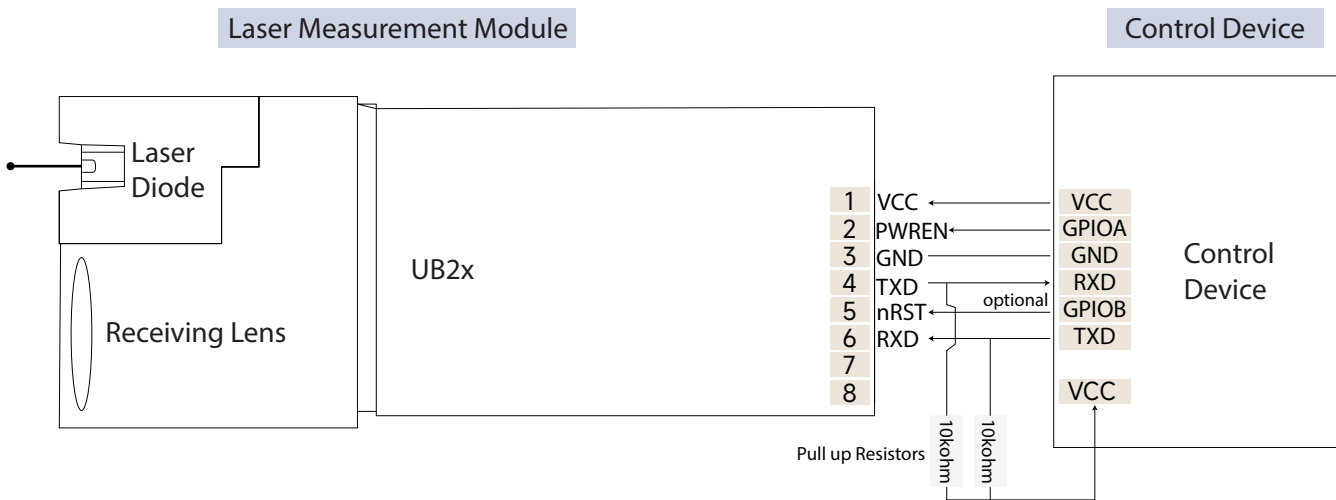 Laser Measurement Module
Control Device
Laser
Diode
UB2x
Receiving Lens
1 VCC VCC
2 PWREN GPIOA
3 GND GND
4 TXD RXD
optional
5 nRST GPIOB
6 RXD TXD
7
8
VCC
Control
Device
Pull up Resistors
10kohm
10kohm